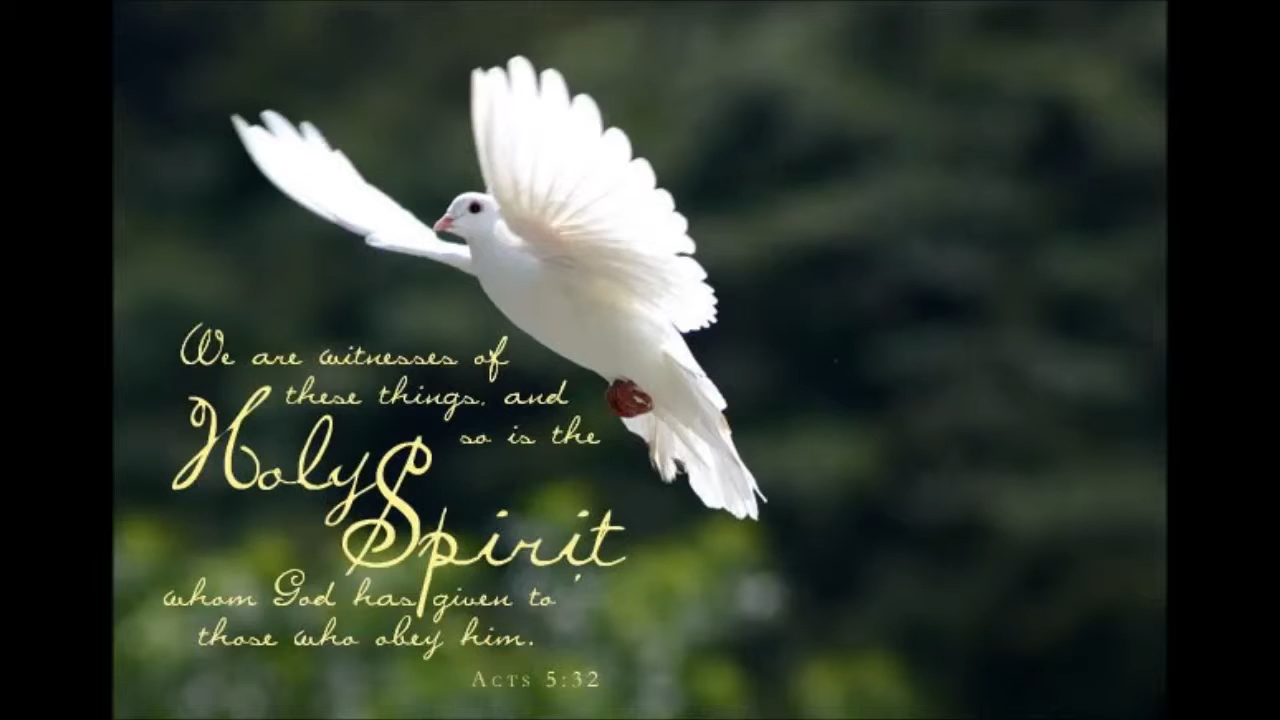 We are witnesses of
these things, and
so is the
Holy
Spirit
whom God has given to
those who obey him.
Acts 5:32